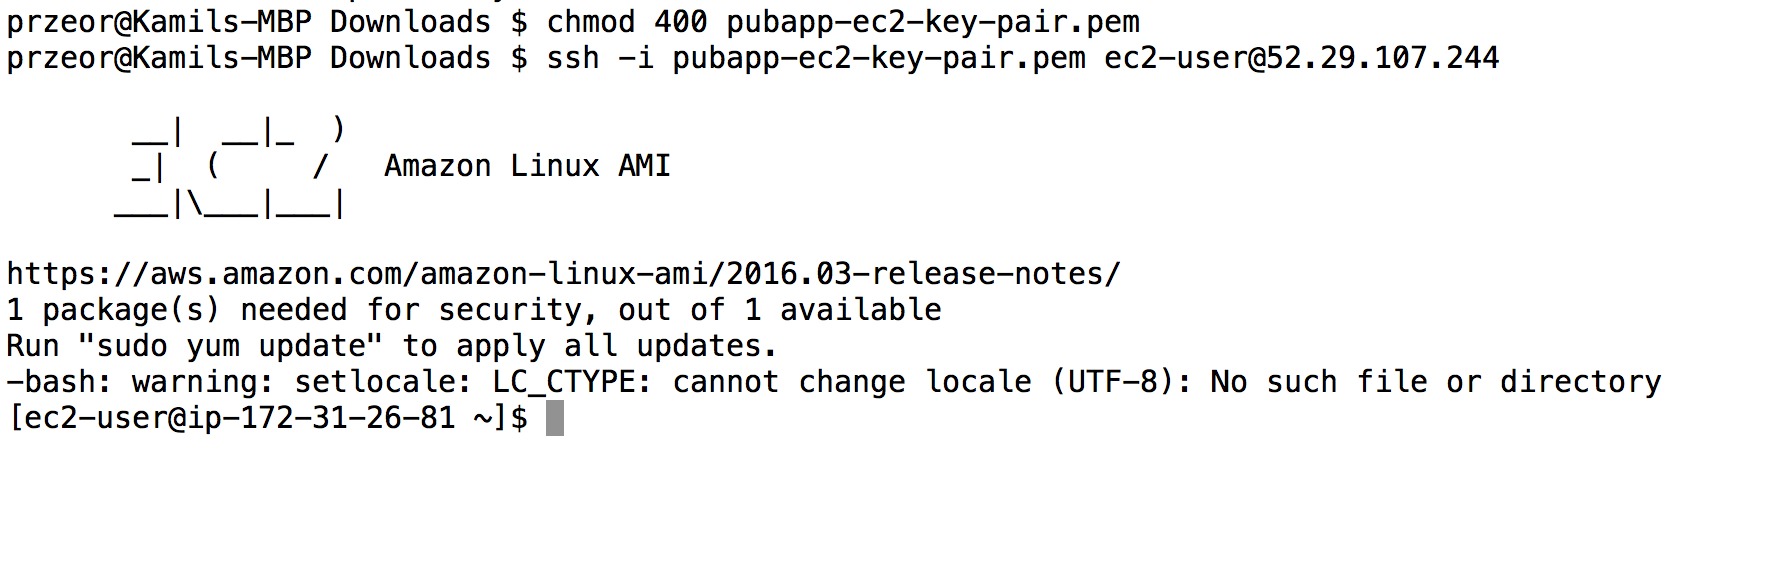 przeor@Kamils-MBP Downloads $ chmod 400 pubapp-ec2-key-pair.pem
przeor@Kamils-MBP Downloads $ ssh -i pubapp-ec2-key-pair.pem ec2-user@52.29.107.244
       __|  __|_  )
       _|  (     /   Amazon Linux AMI
      ___|\___|___|
https://aws.amazon.com/amazon-linux-ami/2016.03-release-notes/
1 package(s) needed for security, out of 1 available
Run "sudo yum update" to apply all updates.
-bash: warning: setlocale: LC_CTYPE: cannot change locale (UTF-8): No such file or directory
[ec2-user@ip-172-31-26-81 ~]$